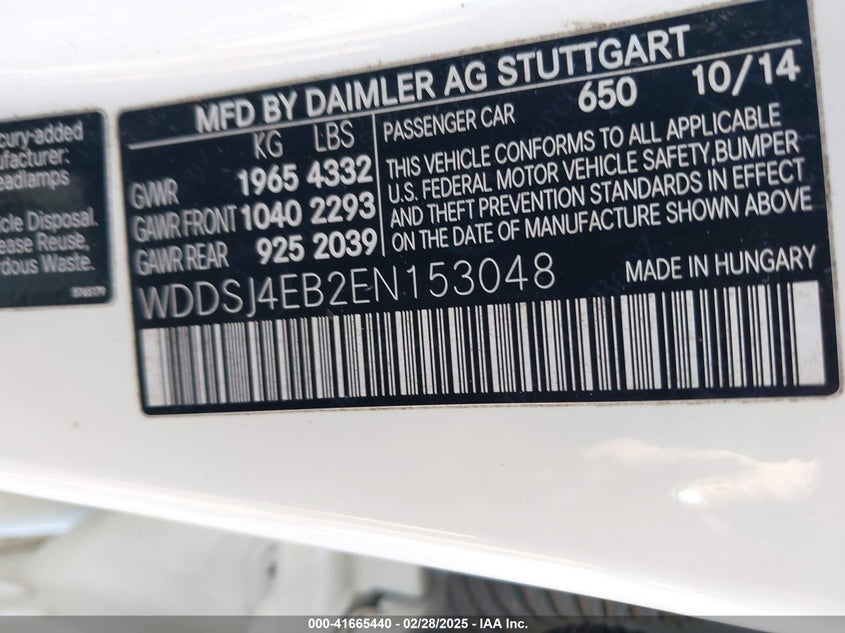 cury-added
ufacturer:
eadlamps
icle Disposal.
ease Reuse,
rdous Waste.
MFD BY DAIMLER AG STUTTGART
KG LBS
GVWR 1965 4332
GAWR FRONT 1040 2293
GAWR REAR 925 2039
PASSENGER CAR 650 10/14
THIS VEHICLE CONFORMS TO ALL APPLICABLE
U.S. FEDERAL MOTOR VEHICLE SAFETY,BUMPER
AND THEFT PREVENTION STANDARDS IN EFFECT
ON THE DATE OF MANUFACTURE SHOWN ABOVE
WDDSJ4EB2EN153048 MADE IN HUNGARY
000-41665440 - 02/28/2025 - © IAA Inc.